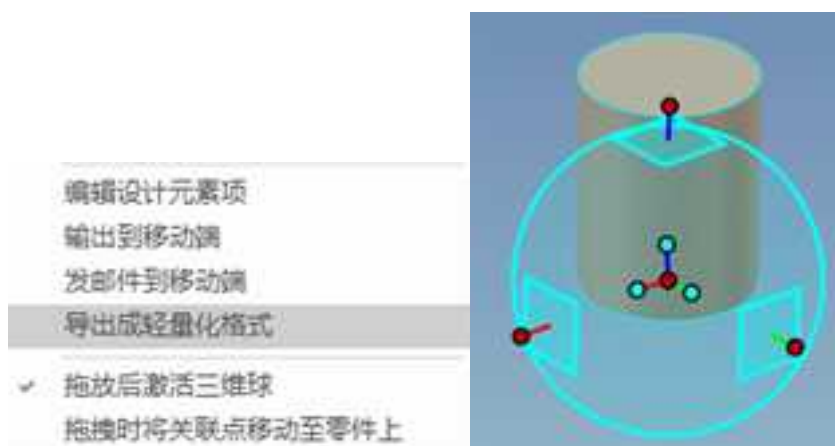 编辑设计元素项
输出到移动端
发邮件到移动端
导出成轻量化格式
拖放后激活三维球
拖拽时将关联点移动至零件上